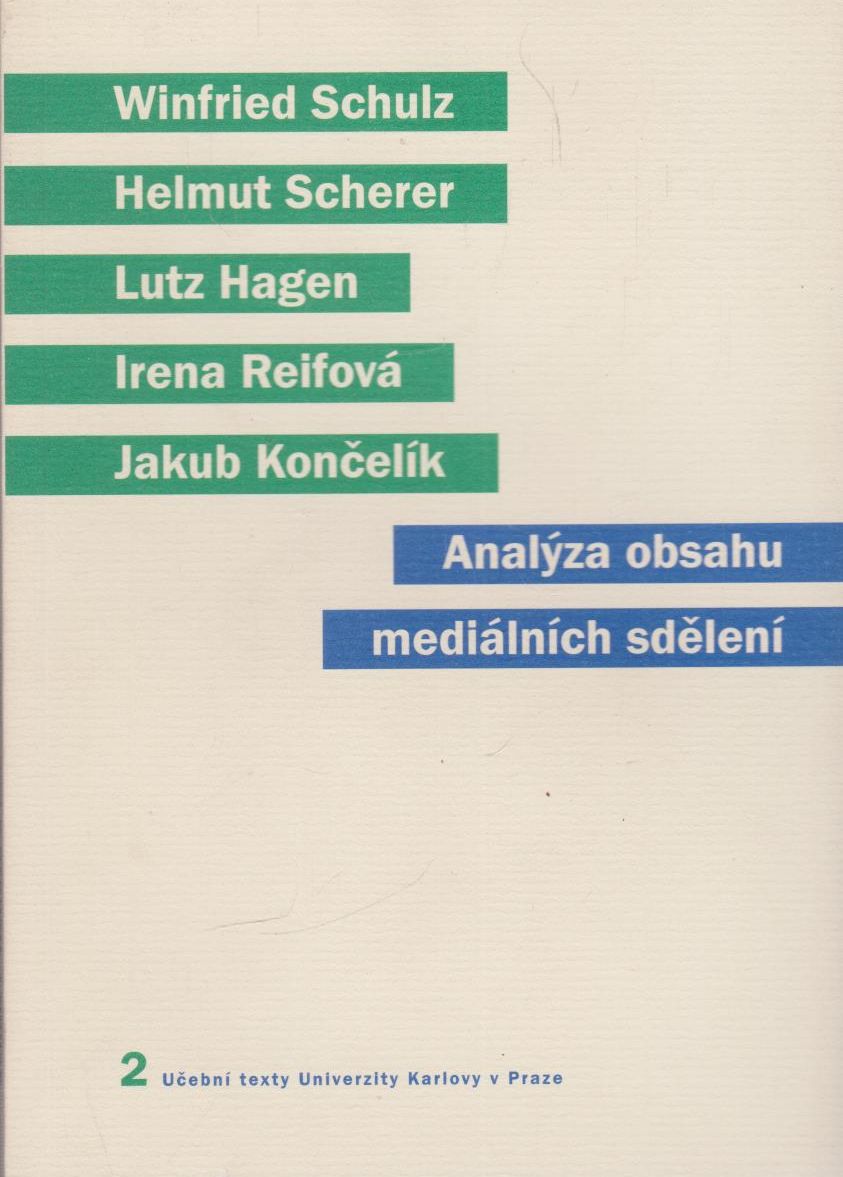 Winfried Schulz
Helmut Scherer
Lutz Hagen
Irena Reifová
Jakub Končelík
Analýza obsahu
mediálních sdělení
2 Učební texty Univerzity Karlovy v Praze